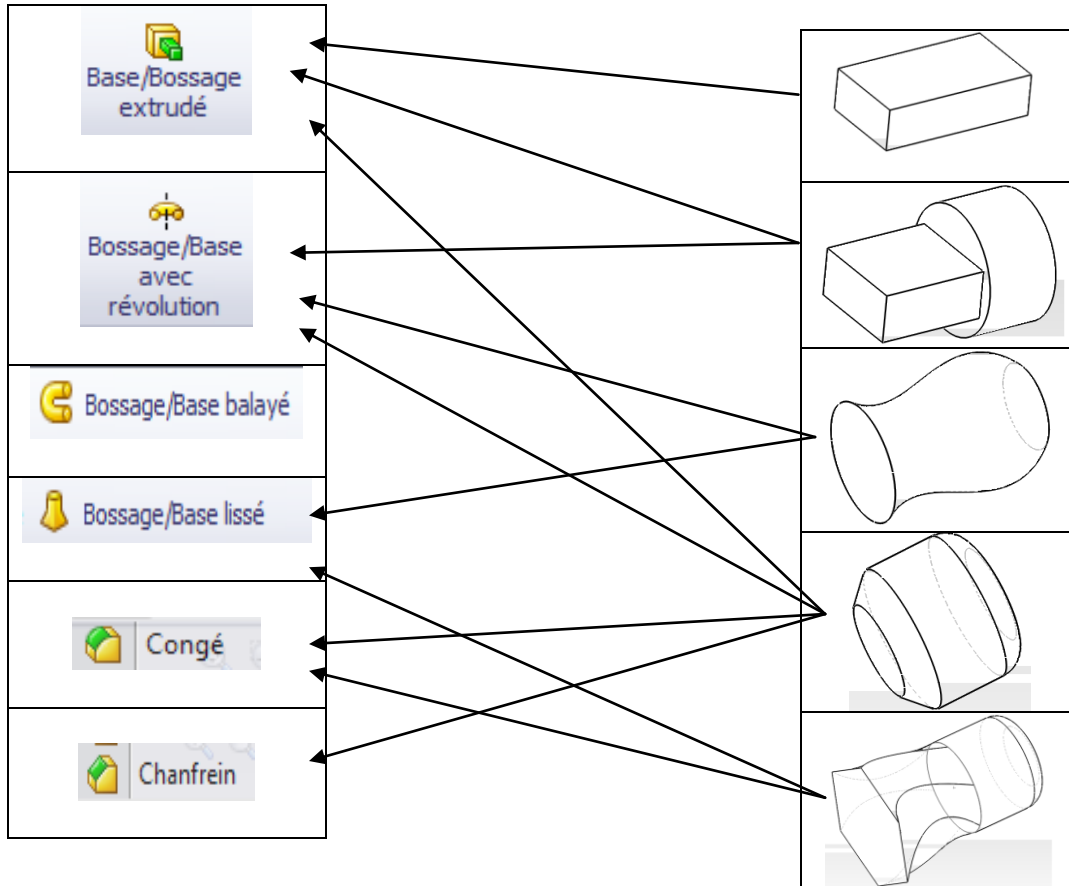 Base/Bossage
extrudé
Bossage/Base
avec
révolution
Bossage/Base balayé
Bossage/Base lissé
Congé
Chanfrein